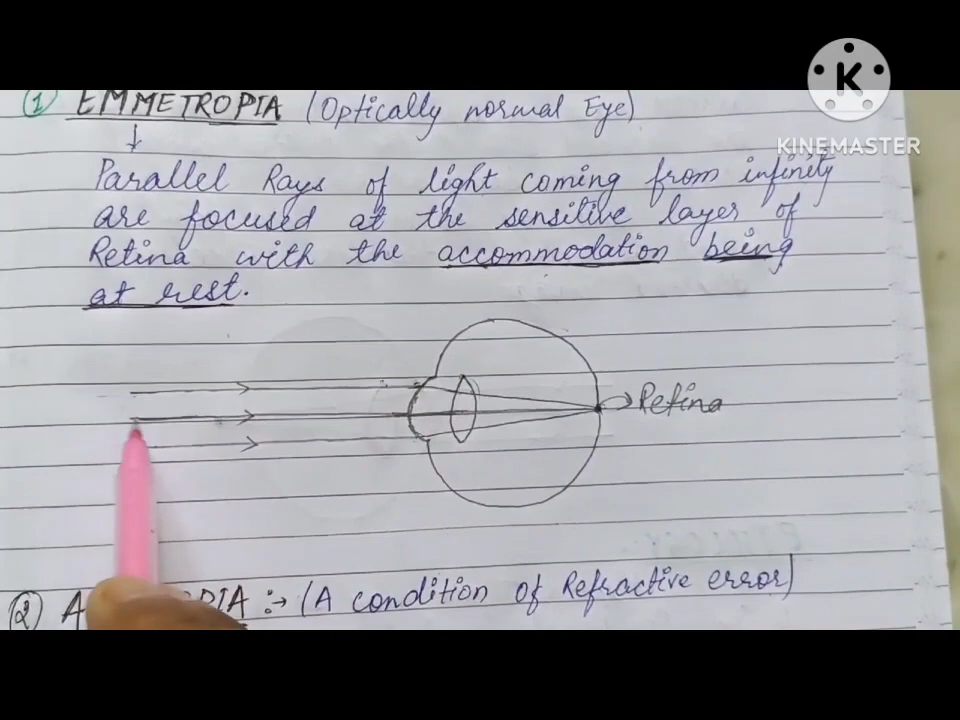 ① EMMETROPIA (Optically normal Eye)
↓
Parallel Rays of light coming from infinity
are focused at the sensitive layer of
Retina with the accommodation being
at rest.
→ Retina
② :→ (A condition of Refractive error)
K
KINEMASTER